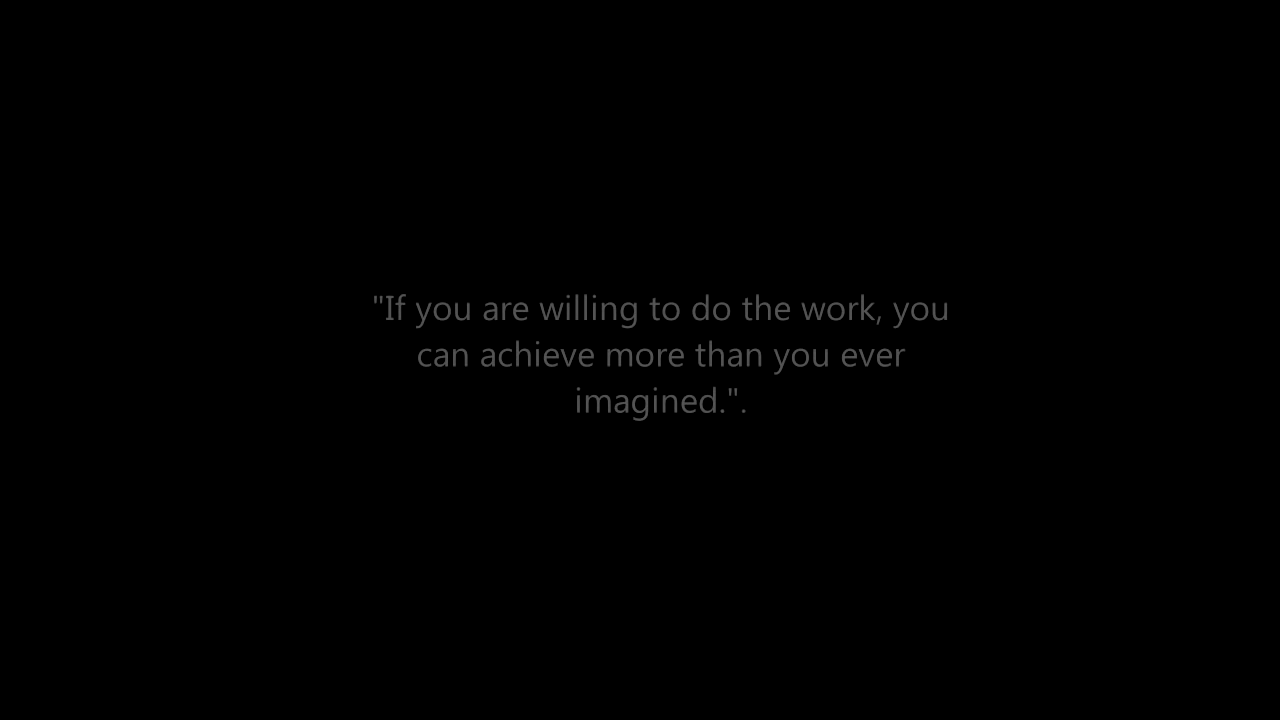 "If you are willing to do the work, you
can achieve more than you ever
imagined.".